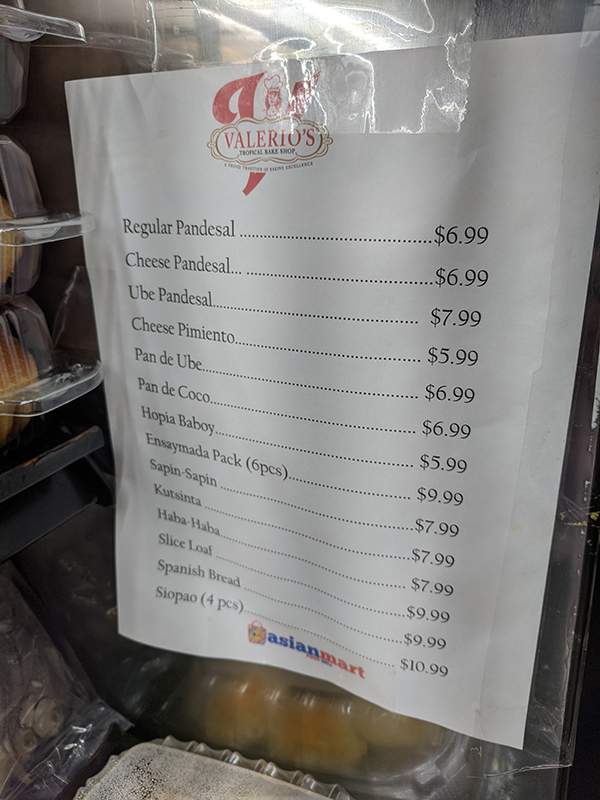 VALERIO'S
TROPICAL BAKE SHOP
A PROUD TRADITION OF BAKING EXCELLENCE
Regular Pandesal ........................................ $6.99
Cheese Pandesal... ........................................ $6.99
Ube Pandesal........................................ $7.99
Cheese Pimiento........................................ $5.99
Pan de Ube........................................ $6.99
Pan de Coco........................................ $6.99
Hopia Baboy........................................ $5.99
Ensaymada Pack (6pcs)........................................ $9.99
Sapin-Sapin ........................................ $7.99
Kutsinta ........................................ $7.99
Haba-Haba........................................ $7.99
Slice Loaf ........................................ $9.99
Spanish Bread ........................................ $9.99
Siopao (4 pcs)........................................ $10.99
asianmart